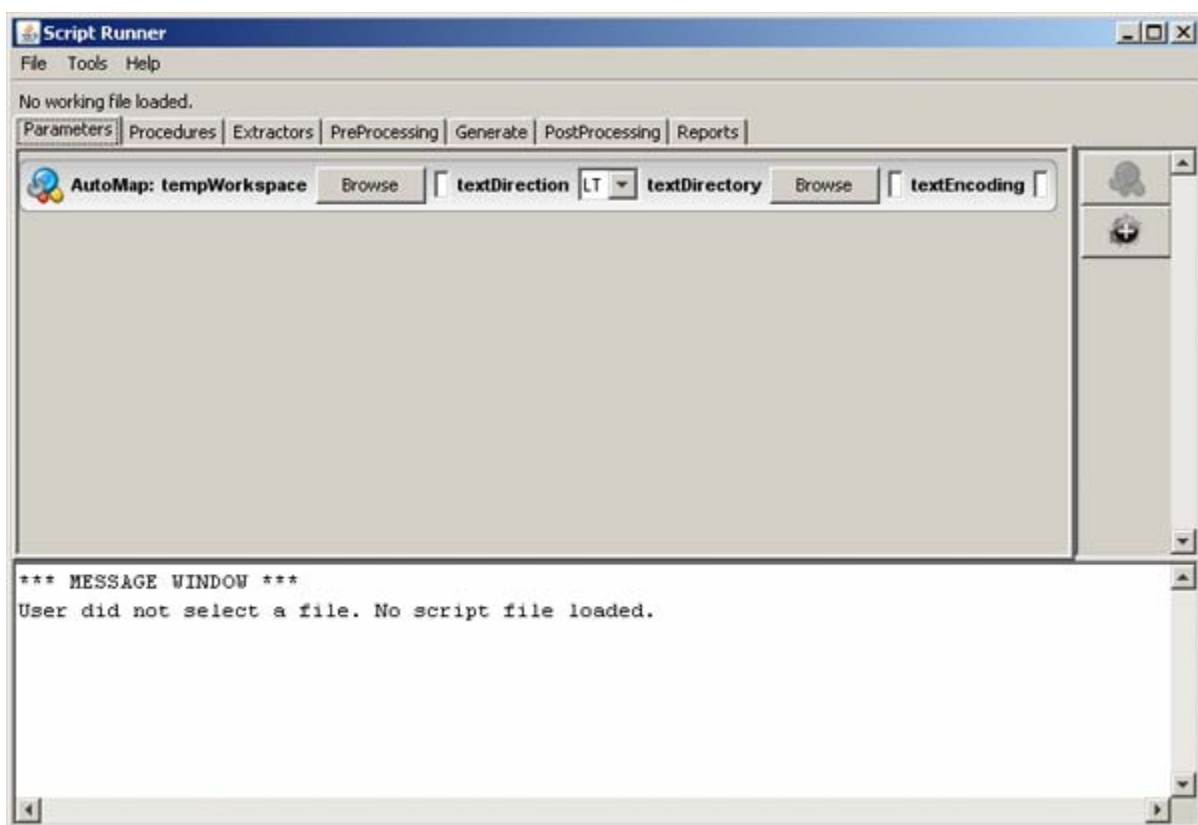 Script Runner
File Tools Help
No working file loaded.
Parameters Procedures Extractors PreProcessing Generate PostProcessing Reports
AutoMap: tempWorkspace Browse textDirection LT textDirectory Browse textEncoding
*** MESSAGE WINDOW ***
User did not select a file. No script file loaded.